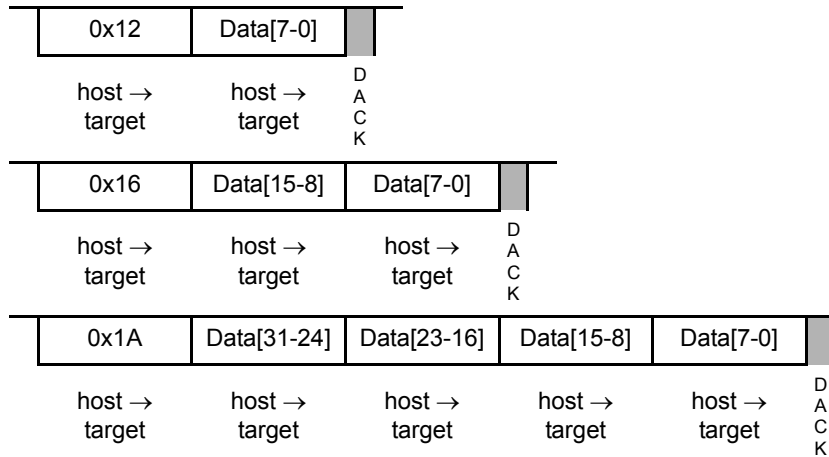 0x12 Data[7-0]
host → host →
target target
D
A
C
K
0x16 Data[15-8] Data[7-0]
host → host → host →
target target target
D
A
C
K
0x1A Data[31-24] Data[23-16] Data[15-8] Data[7-0]
host → host → host → host → host →
target target target target target
D
A
C
K